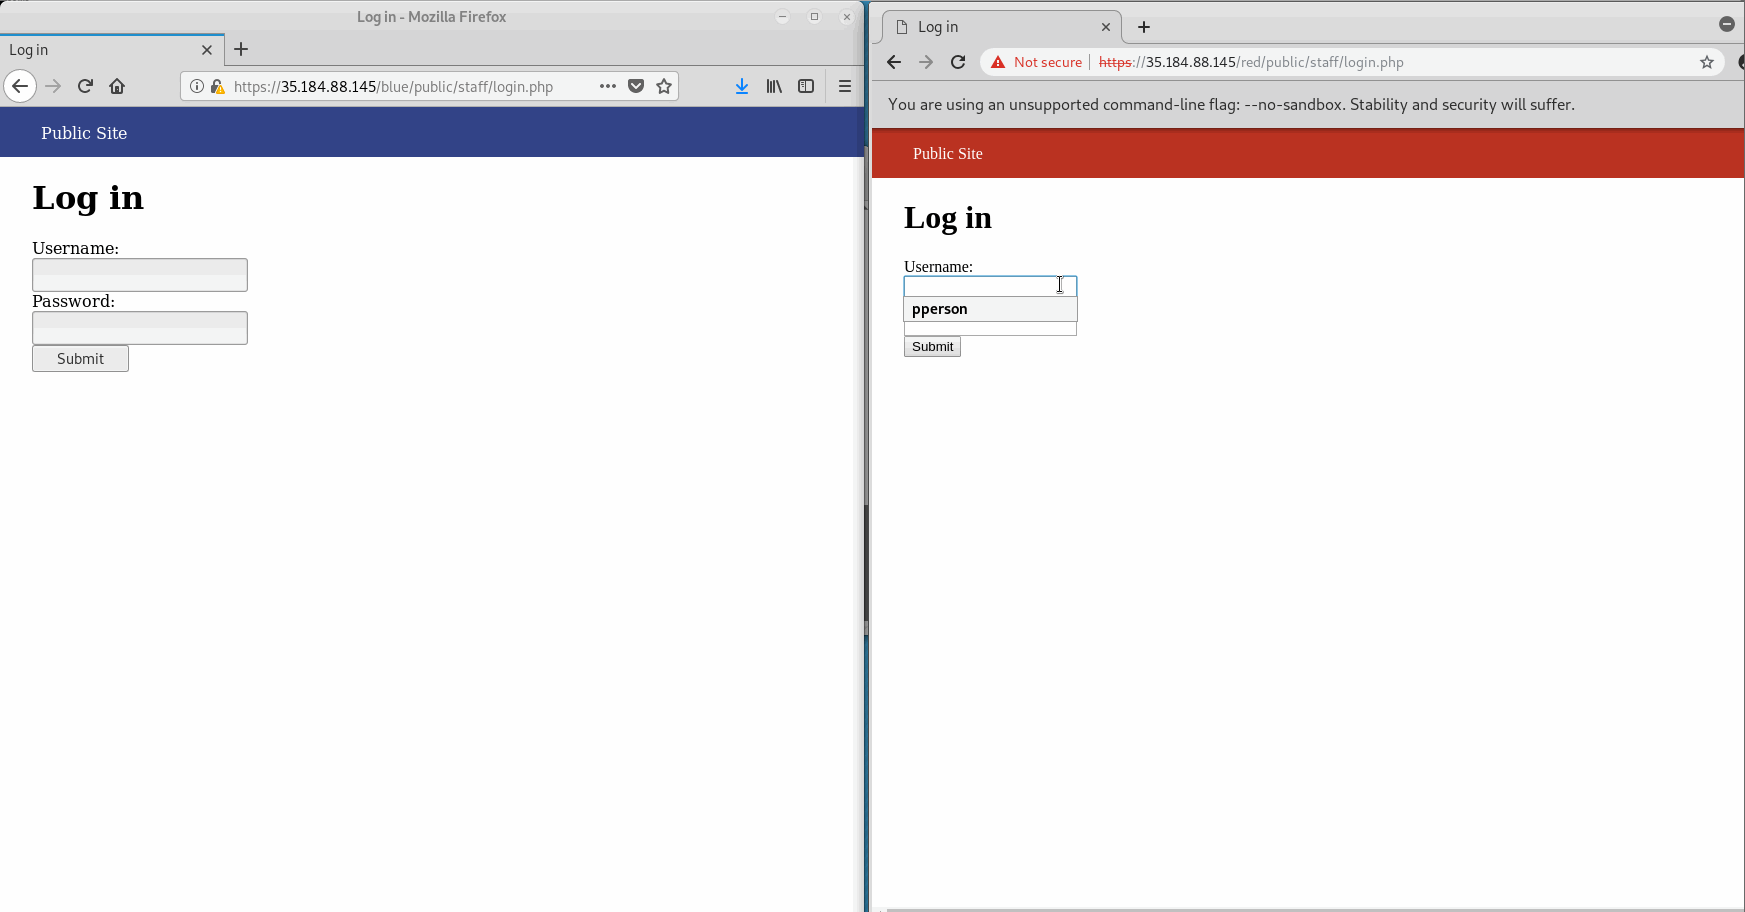 Log in - Mozilla Firefox
Log in
https://35.184.88.145/blue/public/staff/login.php
Public Site
Log in
Username:
Password:
Submit
Log in
Not secure https://35.184.88.145/red/public/staff/login.php
You are using an unsupported command-line flag: --no-sandbox. Stability and security will suffer.
Public Site
Log in
Username:
pperson
Submit